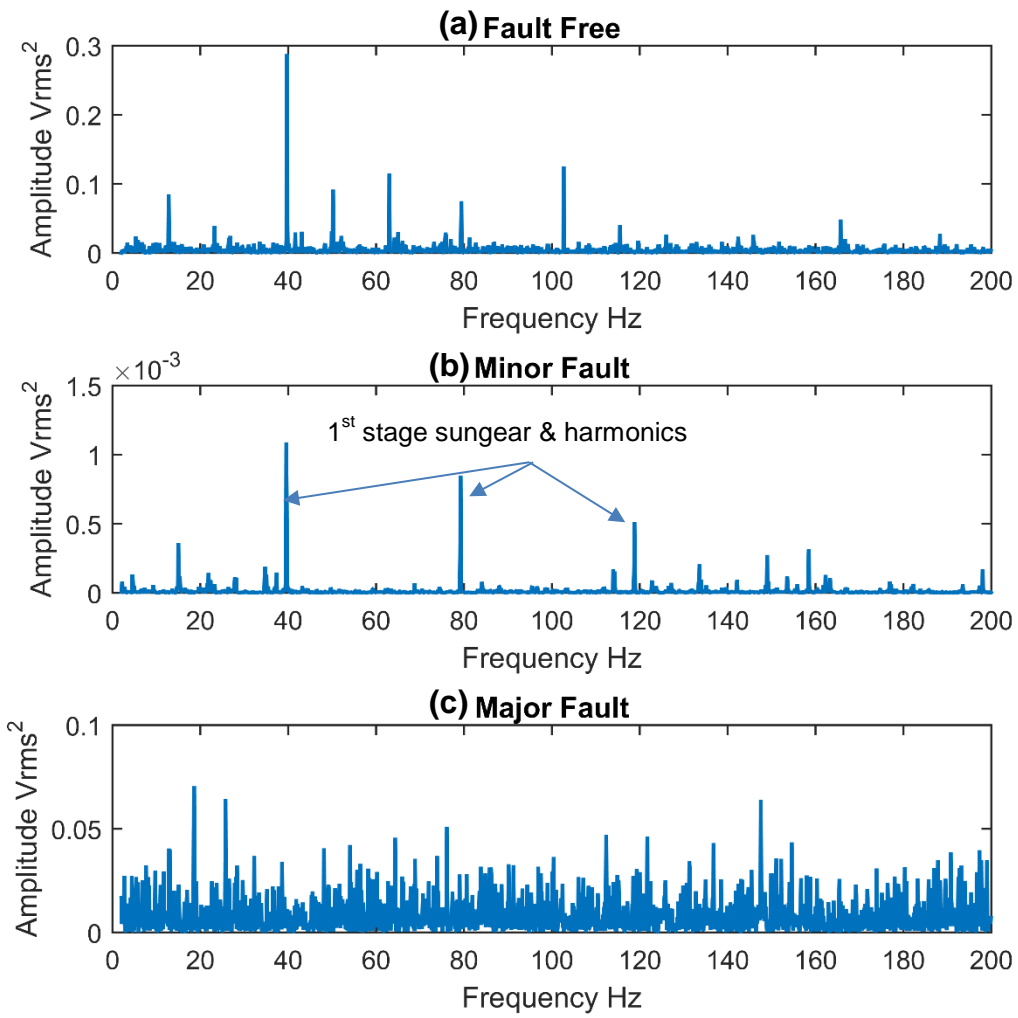 (a) Fault Free
Amplitude Vrms²
0.3
0.2
0.1
0
0 20 40 60 80 100 120 140 160 180 200
Frequency Hz
(b) Minor Fault
×10⁻³
Amplitude Vrms²
1.5
1
0.5
0
1ˢᵗ stage sungear & harmonics
0 20 40 60 80 100 120 140 160 180 200
Frequency Hz
(c) Major Fault
Amplitude Vrms²
0.1
0.05
0
0 20 40 60 80 100 120 140 160 180 200
Frequency Hz